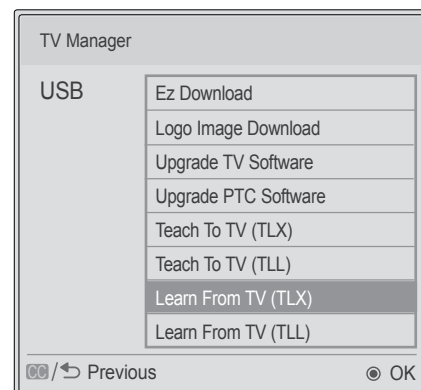 TV Manager
USB
Ez Download
Logo Image Download
Upgrade TV Software
Upgrade PTC Software
Teach To TV (TLX)
Teach To TV (TLL)
Learn From TV (TLX)
Learn From TV (TLL)
CC/ Previous
OK